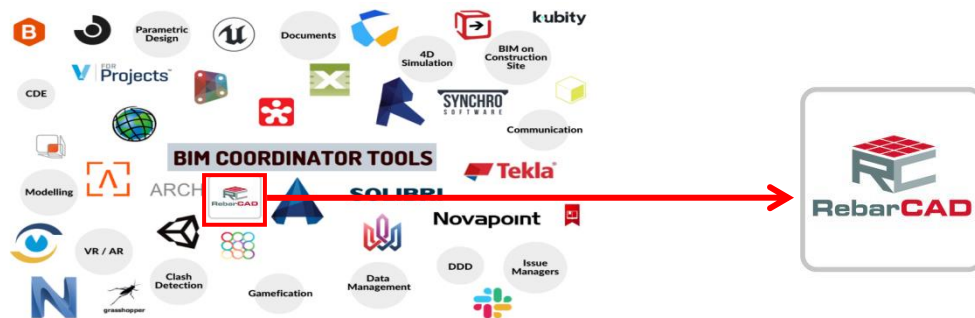 kubity
Parametric
Design
Documents
4D
Simulation
BIM on
Construction
Site
FOR
Projects™
CDE
SYNCHRO
SOFTWARE
Communication
BIM COORDINATOR TOOLS
Tekla
Modelling
ARCH
RebarCAD
SOLIBRI
RebarCAD
Novapoint
VR / AR
Clash
Detection
Gamefication
Data
Management
DDD
Issue
Managers
grasshopper